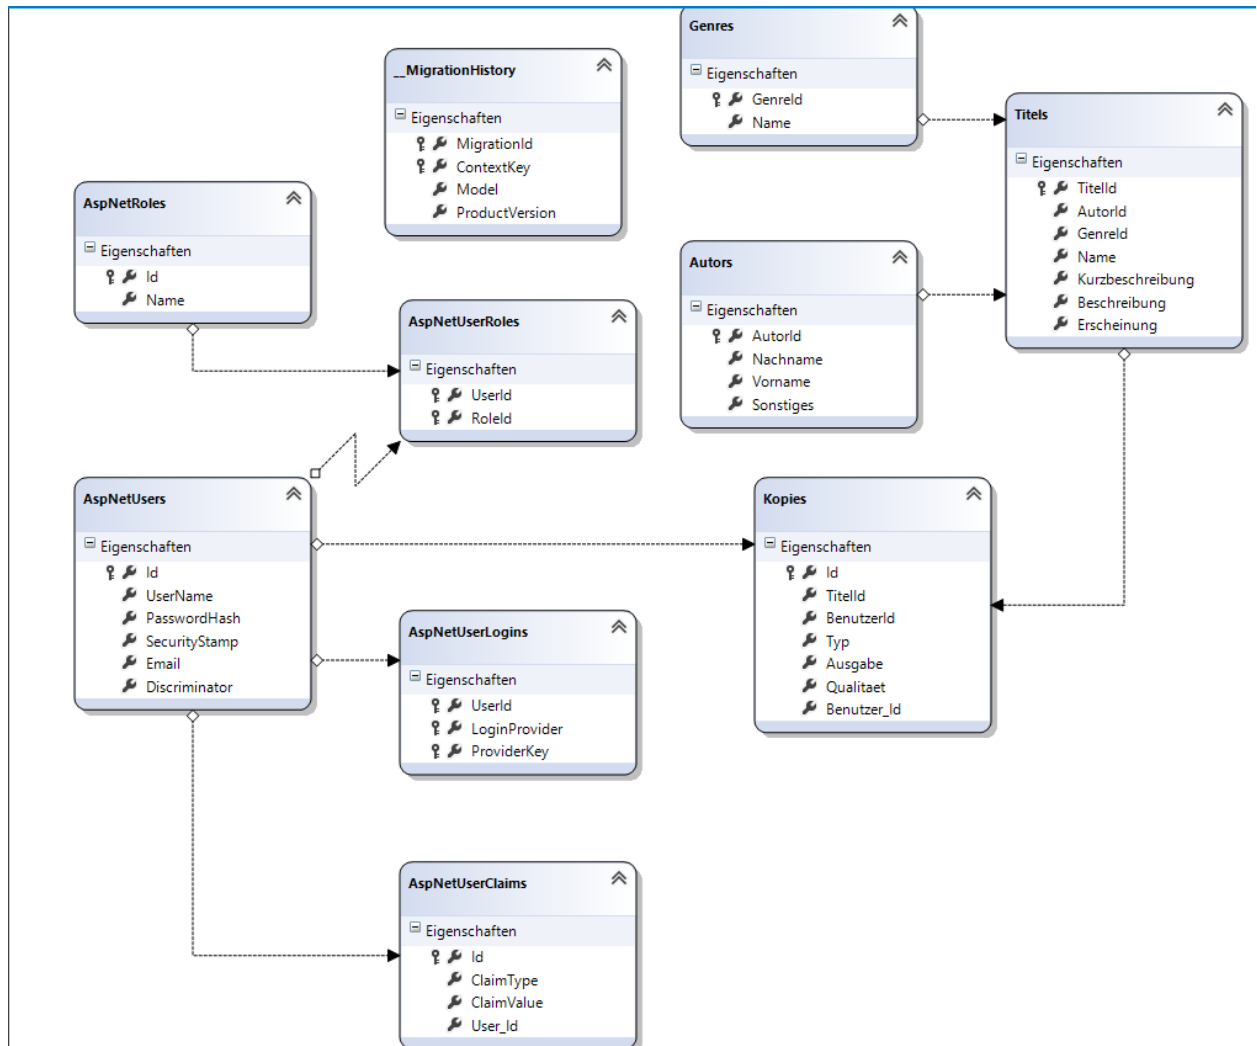 Genres
Eigenschaften
GenreId
Name
__MigrationHistory
Eigenschaften
MigrationId
ContextKey
Model
ProductVersion
Titels
Eigenschaften
TitelId
AutorId
GenreId
Name
Kurzbeschreibung
Beschreibung
Erscheinung
AspNetRoles
Eigenschaften
Id
Name
Autors
Eigenschaften
AutorId
Nachname
Vorname
Sonstiges
AspNetUserRoles
Eigenschaften
UserId
RoleId
AspNetUsers
Eigenschaften
Id
UserName
PasswordHash
SecurityStamp
Email
Discriminator
Kopies
Eigenschaften
Id
TitelId
BenutzerId
Typ
Ausgabe
Qualitaet
Benutzer_Id
AspNetUserLogins
Eigenschaften
UserId
LoginProvider
ProviderKey
AspNetUserClaims
Eigenschaften
Id
ClaimType
ClaimValue
User_Id